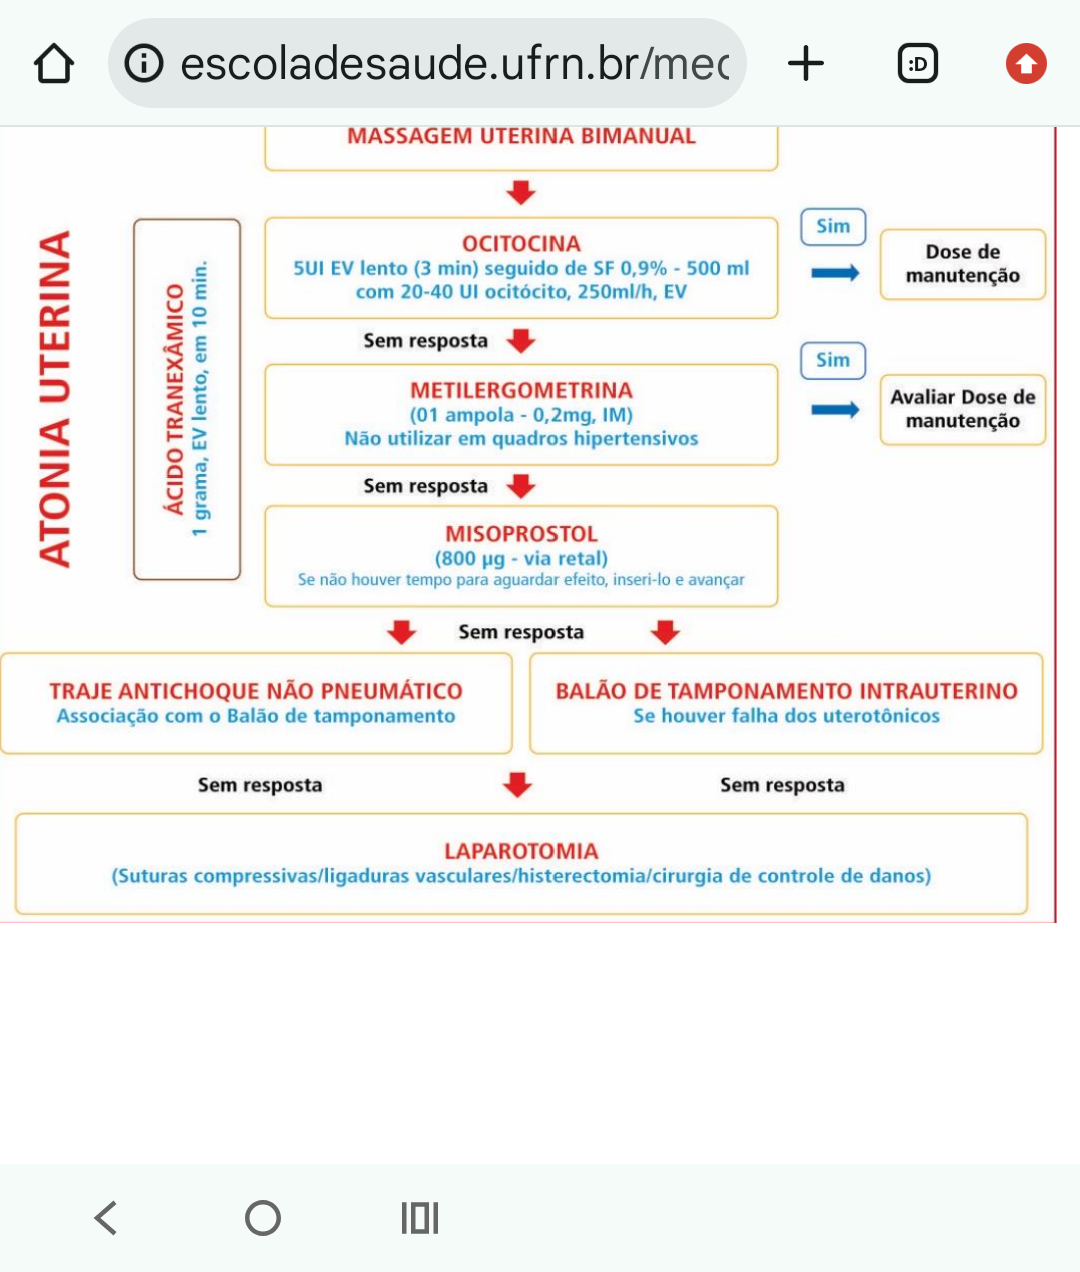 escoladesaude.ufrn.br/med
:D
MASSAGEM UTERINA BIMANUAL
ATONIA UTERINA
ÁCIDO TRANEXÂMICO
1 grama, EV lento, em 10 min.
OCITOCINA
5UI EV lento (3 min) seguido de SF 0,9% - 500 ml
com 20-40 UI ocitócito, 250ml/h, EV
Sim
Dose de
manutenção
Sem resposta
METILERGOMETRINA
(01 ampola - 0,2mg, IM)
Não utilizar em quadros hipertensivos
Sim
Avaliar Dose de
manutenção
Sem resposta
MISOPROSTOL
(800 µg - via retal)
Se não houver tempo para aguardar efeito, inseri-lo e avançar
Sem resposta
TRAJE ANTICHOQUE NÃO PNEUMÁTICO
Associação com o Balão de tamponamento
BALÃO DE TAMPONAMENTO INTRAUTERINO
Se houver falha dos uterotônicos
Sem resposta
Sem resposta
LAPAROTOMIA
(Suturas compressivas/ligaduras vasculares/histerectomia/cirurgia de controle de danos)